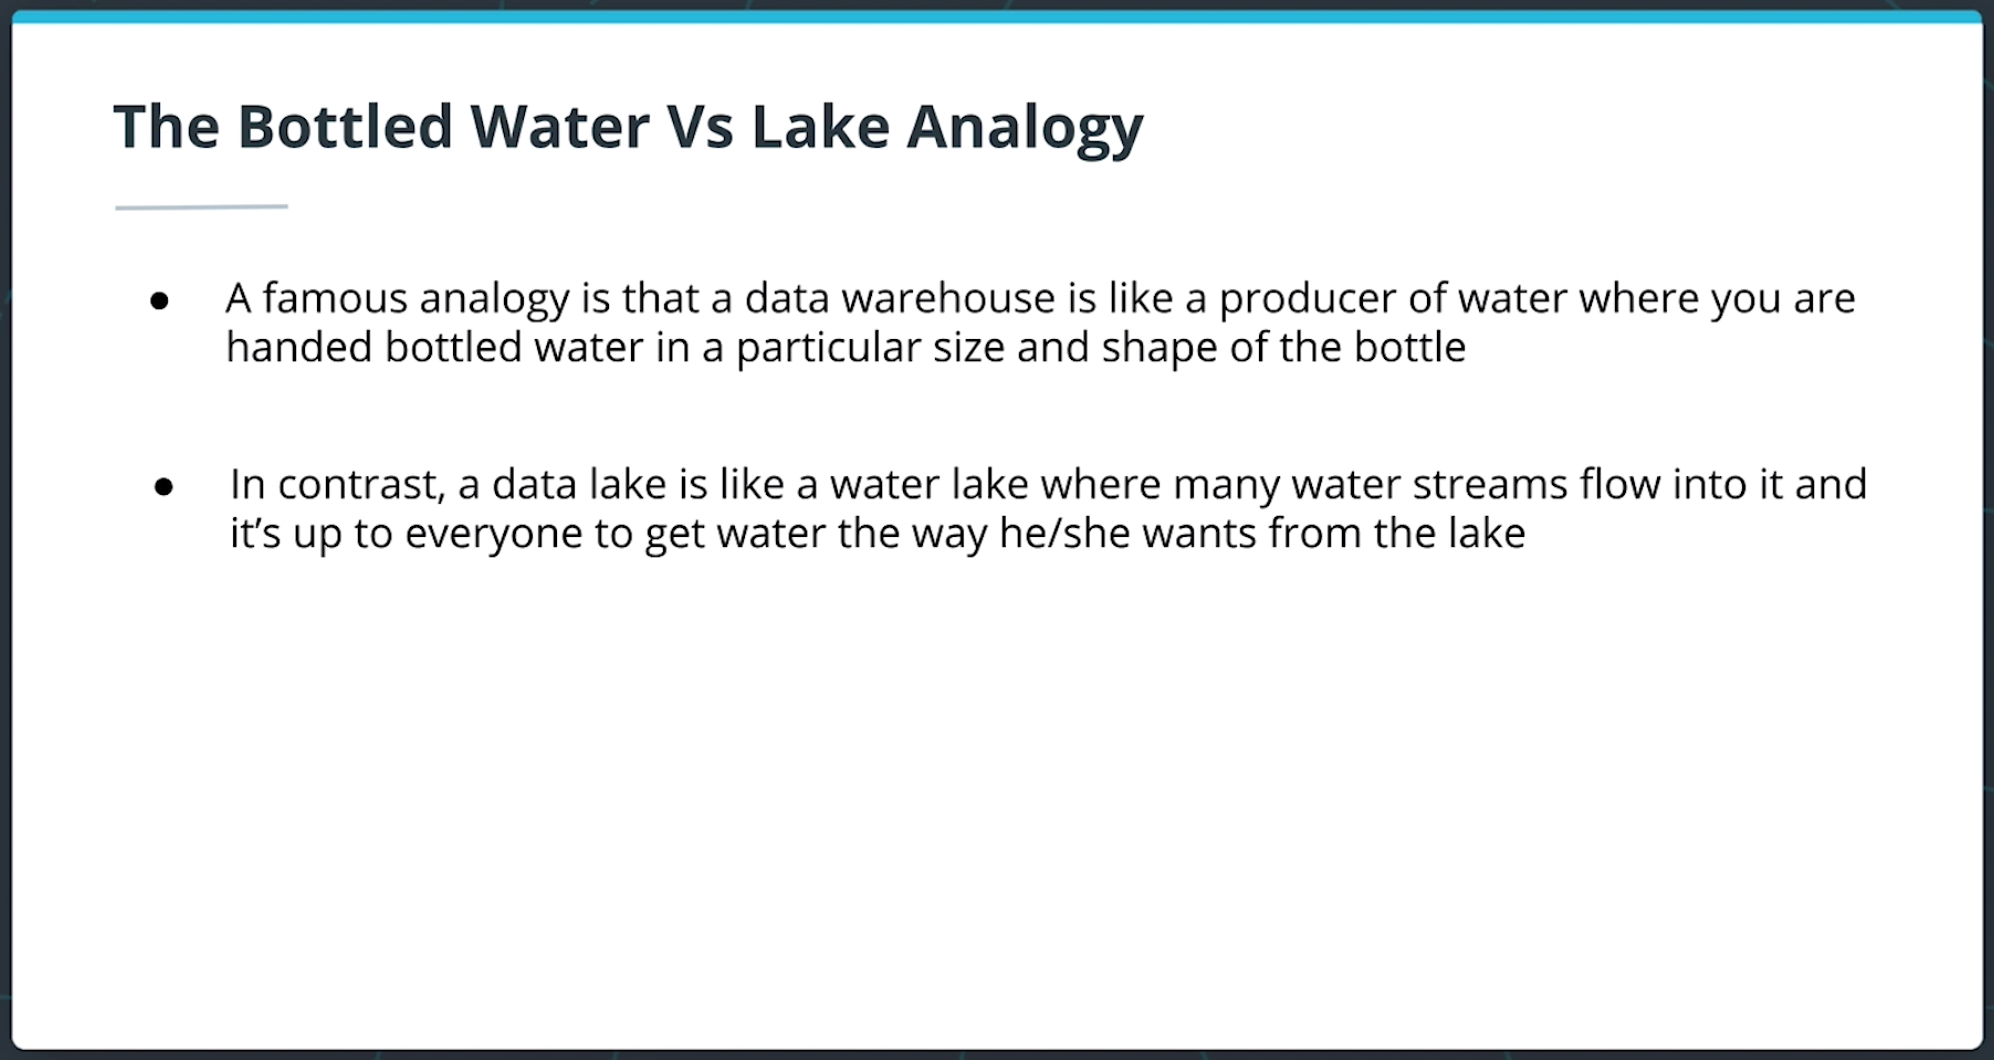 The Bottled Water Vs Lake Analogy
● A famous analogy is that a data warehouse is like a producer of water where you are
handed bottled water in a particular size and shape of the bottle
● In contrast, a data lake is like a water lake where many water streams flow into it and
it’s up to everyone to get water the way he/she wants from the lake